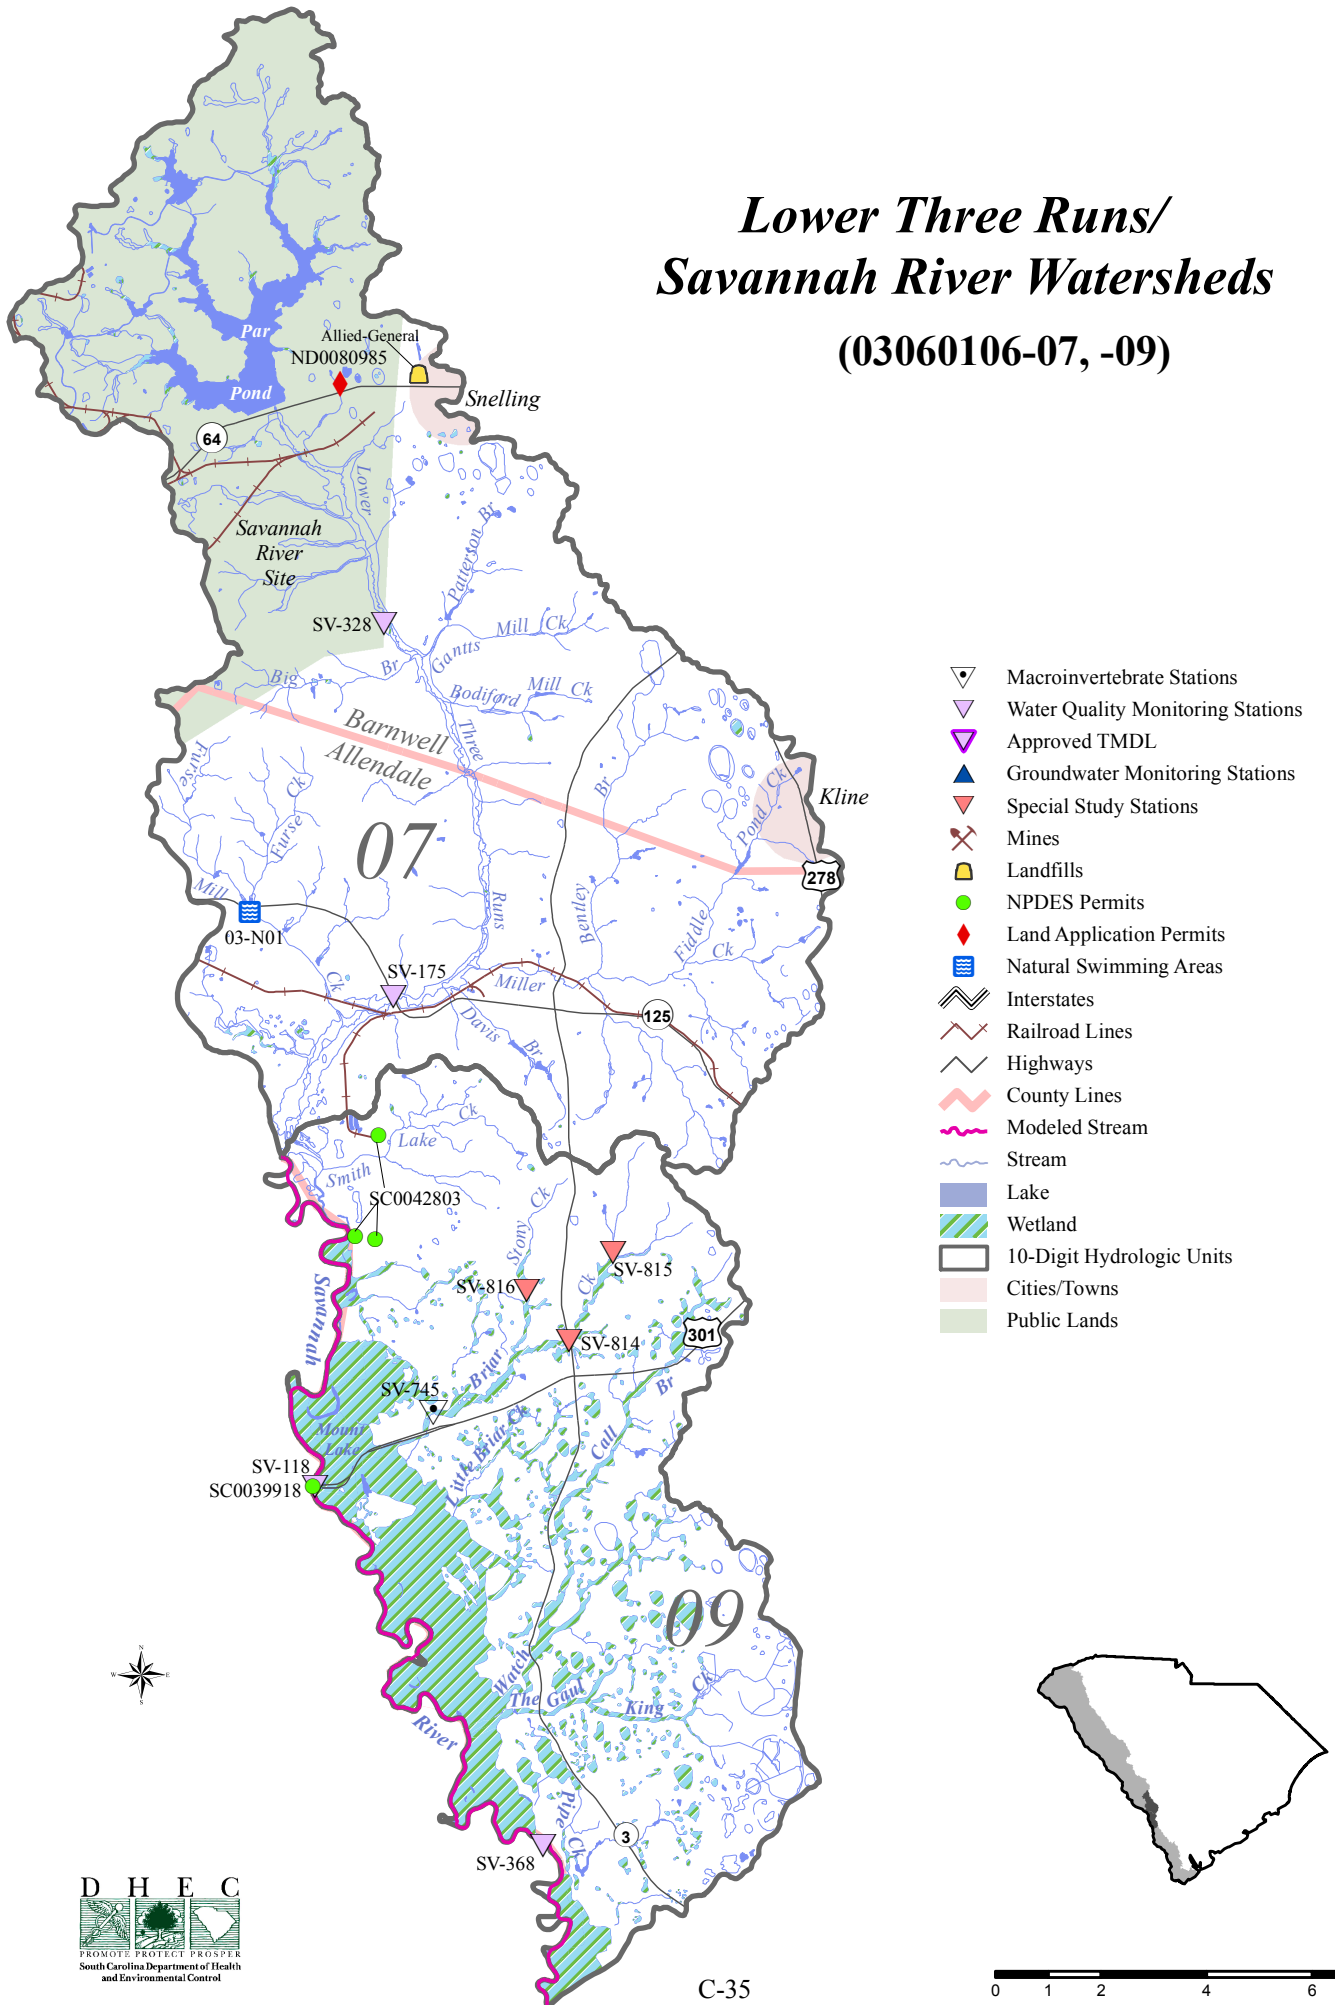 Lower Three Runs/
Savannah River Watersheds
(03060106-07, -09)
Par
Pond
Allied-General
ND0080985
Snelling
64
Lower
Savannah
River
Site
Patterson Br
SV-328
Gantts Mill Ck
Big Br
Bodiford Mill Ck
Barnwell
Allendale
Three
Furse
Furse Ck
Br
Pond Ck
Kline
07
278
Mill
03-N01
Runs
Bentley
Fiddle
Ck
SV-175
Ck
Miller
125
Davis Br
Ck
Lake
Smith
SC0042803
Stony Ck
SV-815
Ck
SV-816
Savannah
SV-814
301
Briar
SV-745
Br
Mount
Lake
Little Briar Ck
Call
SV-118
SC0039918
09
Watch
The Gaul
King Ck
River
Pipe Ck
3
SV-368
Macroinvertebrate Stations
Water Quality Monitoring Stations
Approved TMDL
Groundwater Monitoring Stations
Special Study Stations
Mines
Landfills
NPDES Permits
Land Application Permits
Natural Swimming Areas
Interstates
Railroad Lines
Highways
County Lines
Modeled Stream
Stream
Lake
Wetland
10-Digit Hydrologic Units
Cities/Towns
Public Lands
N
W E
S
D H E C
PROMOTE PROTECT PROSPER
South Carolina Department of Health
and Environmental Control
C-35
0 1 2 4 6